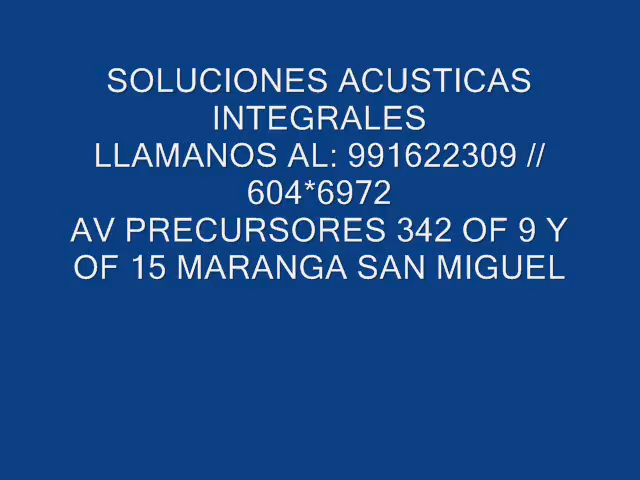 SOLUCIONES ACUSTICAS
INTEGRALES
LLAMANOS AL: 991622309 //
604*6972
AV PRECURSORES 342 OF 9 Y
OF 15 MARANGA SAN MIGUEL